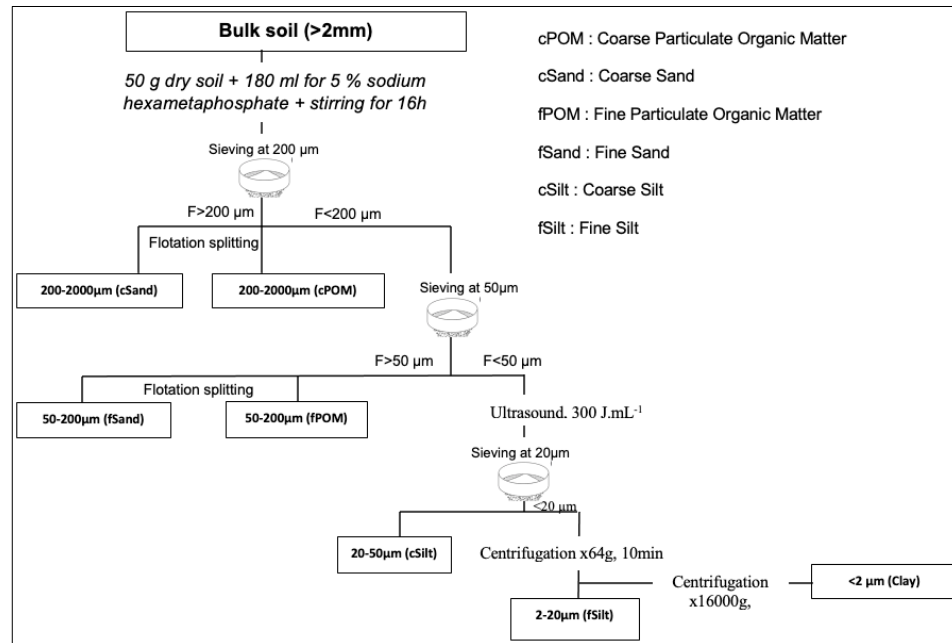 Bulk soil (>2mm)
50 g dry soil + 180 ml for 5 % sodium
hexametaphosphate + stirring for 16h
cPOM : Coarse Particulate Organic Matter
cSand : Coarse Sand
fPOM : Fine Particulate Organic Matter
fSand : Fine Sand
cSilt : Coarse Silt
fSilt : Fine Silt
Sieving at 200 µm
F>200 µm
F<200 µm
Flotation splitting
200-2000µm (cSand)
200-2000µm (cPOM)
Sieving at 50µm
F>50 µm
F<50 µm
Flotation splitting
50-200µm (fSand)
50-200µm (fPOM)
Ultrasound. 300 J.mL⁻¹
Sieving at 20µm
<20 µm
20-50µm (cSilt)
Centrifugation x64g, 10min
Centrifugation
x16000g,
<2 µm (Clay)
2-20µm (fSilt)